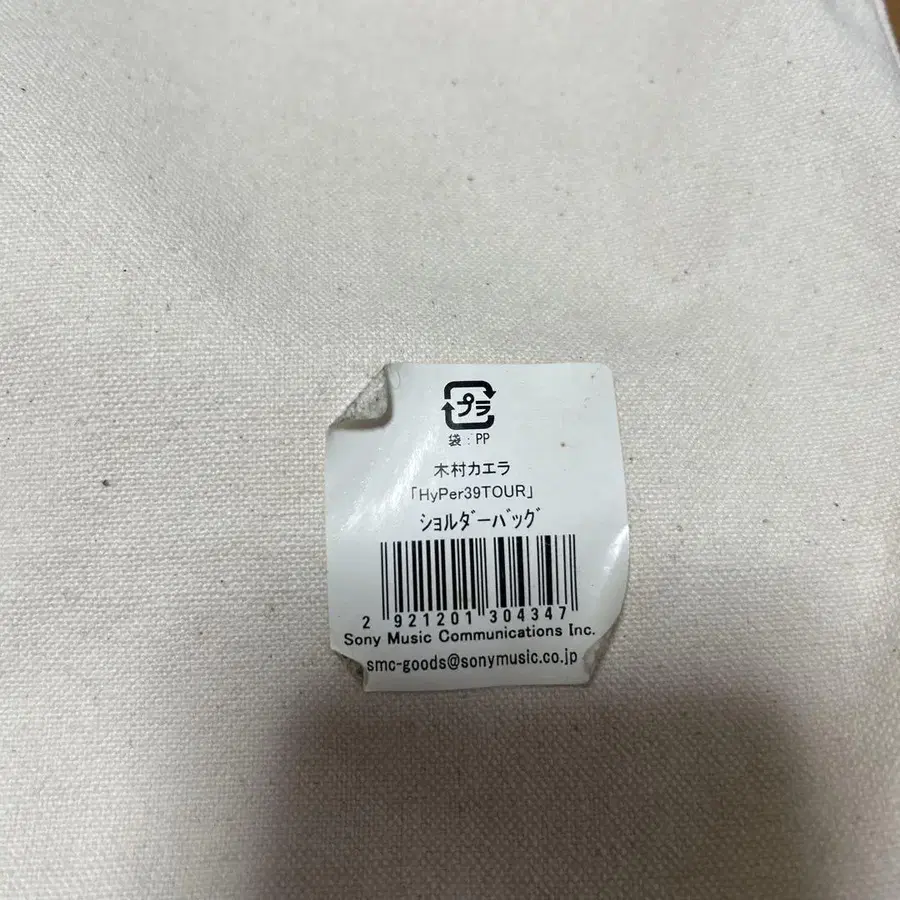 プラ
袋：PP
木村カエラ
「HyPer39TOUR」
ショルダーバッグ
2 921201 304347
Sony Music Communications Inc.
smc-goods@sonymusic.co.jp